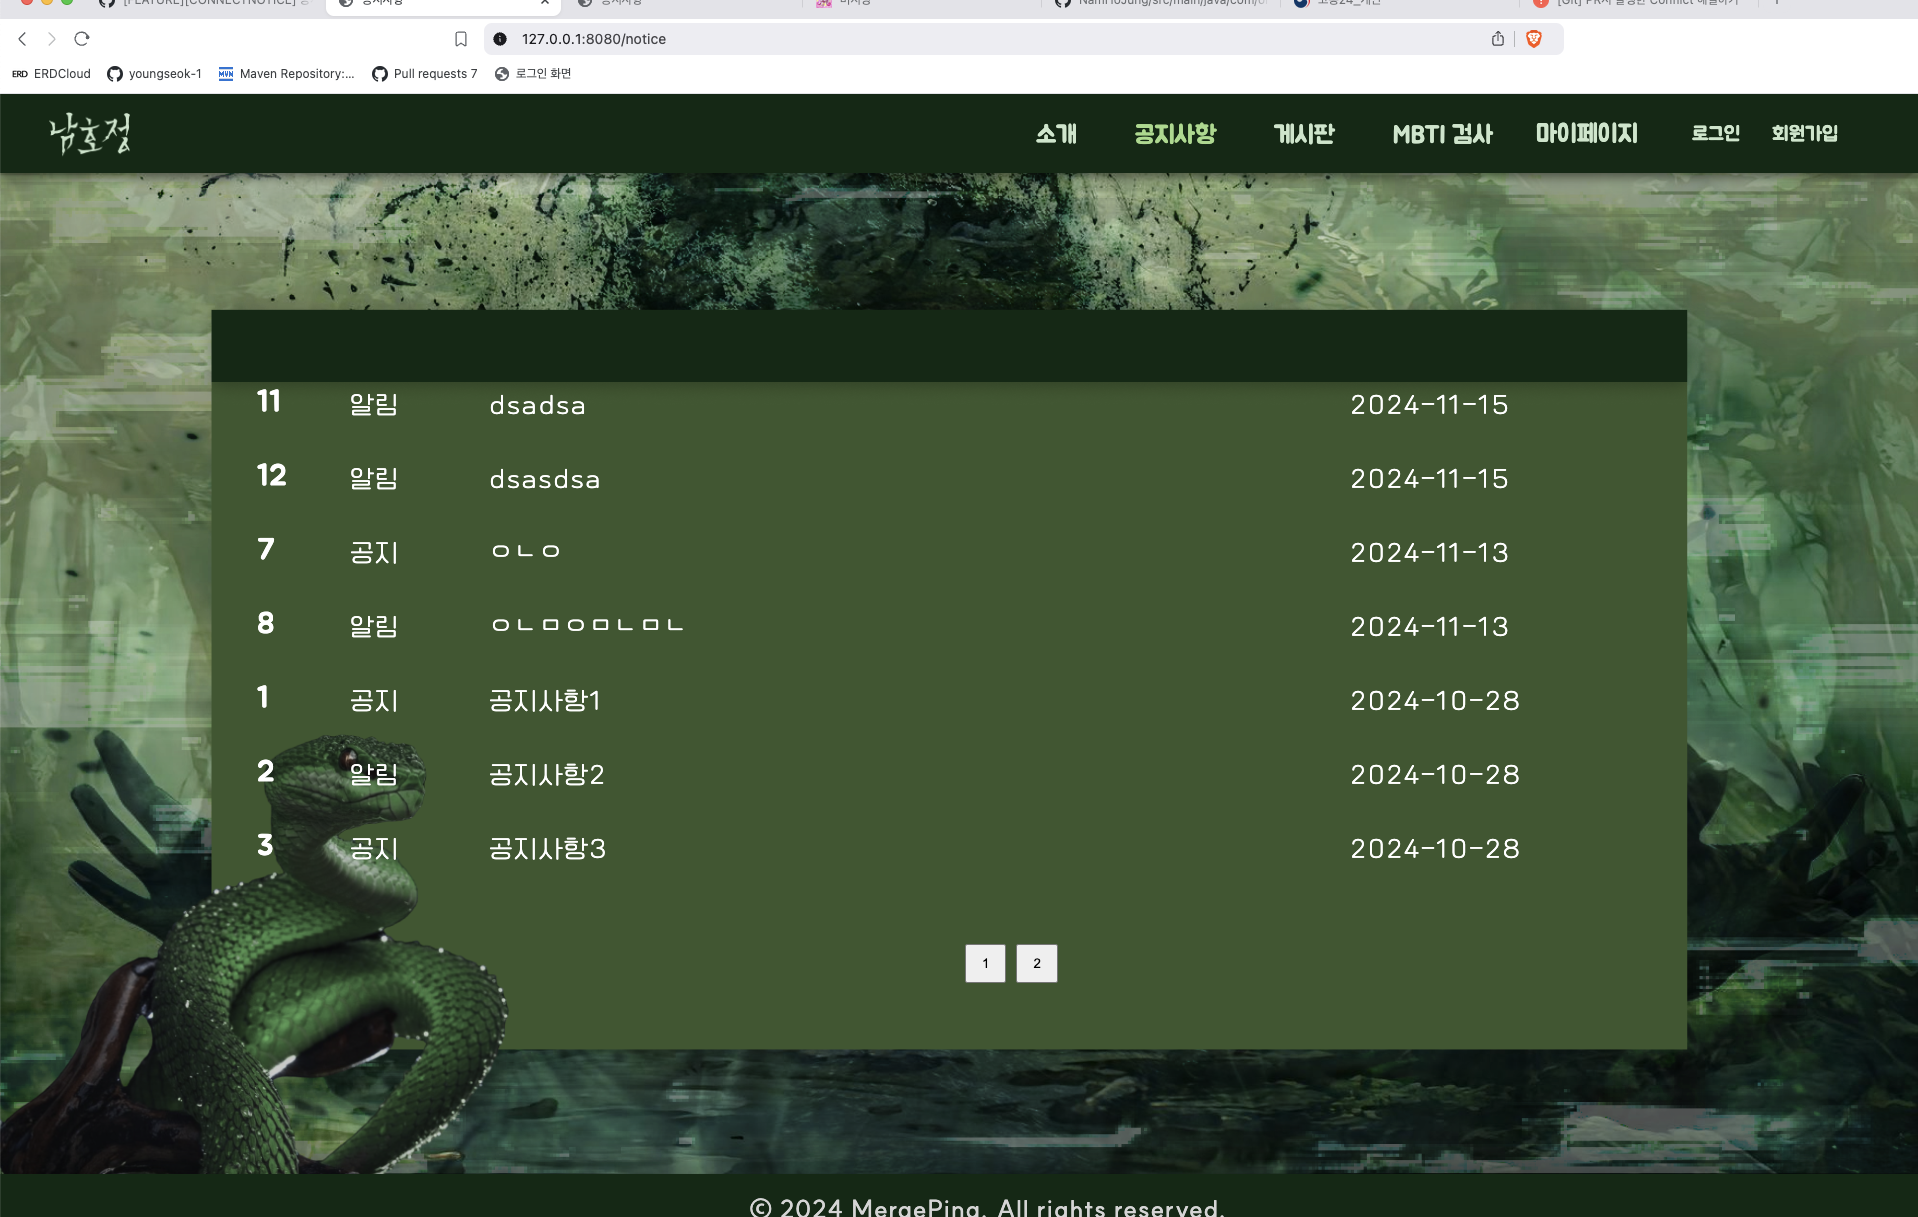 127.0.0.1:8080/notice
ERD ERDCloud youngseok-1 MVN Maven Repository:... Pull requests 7 로그인 화면
남호정 소개 공지사항 게시판 MBTI 검사 마이페이지 로그인 회원가입
11 알림 dsadsa 2024-11-15
12 알림 dsasdsa 2024-11-15
7 공지 ㅇㄴㅇ 2024-11-13
8 알림 ㅇㄴㅁㅇㅁㄴㅁㄴ 2024-11-13
1 공지 공지사항1 2024-10-28
2 알림 공지사항2 2024-10-28
3 공지 공지사항3 2024-10-28
1 2
© 2024 MergePing. All rights reserved.